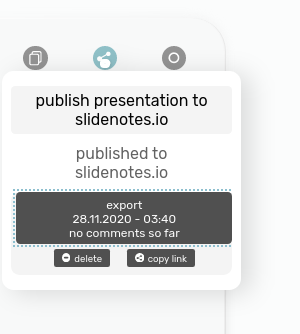 publish presentation to
slidenotes.io
published to
slidenotes.io
export
28.11.2020 - 03:40
no comments so far
delete
copy link